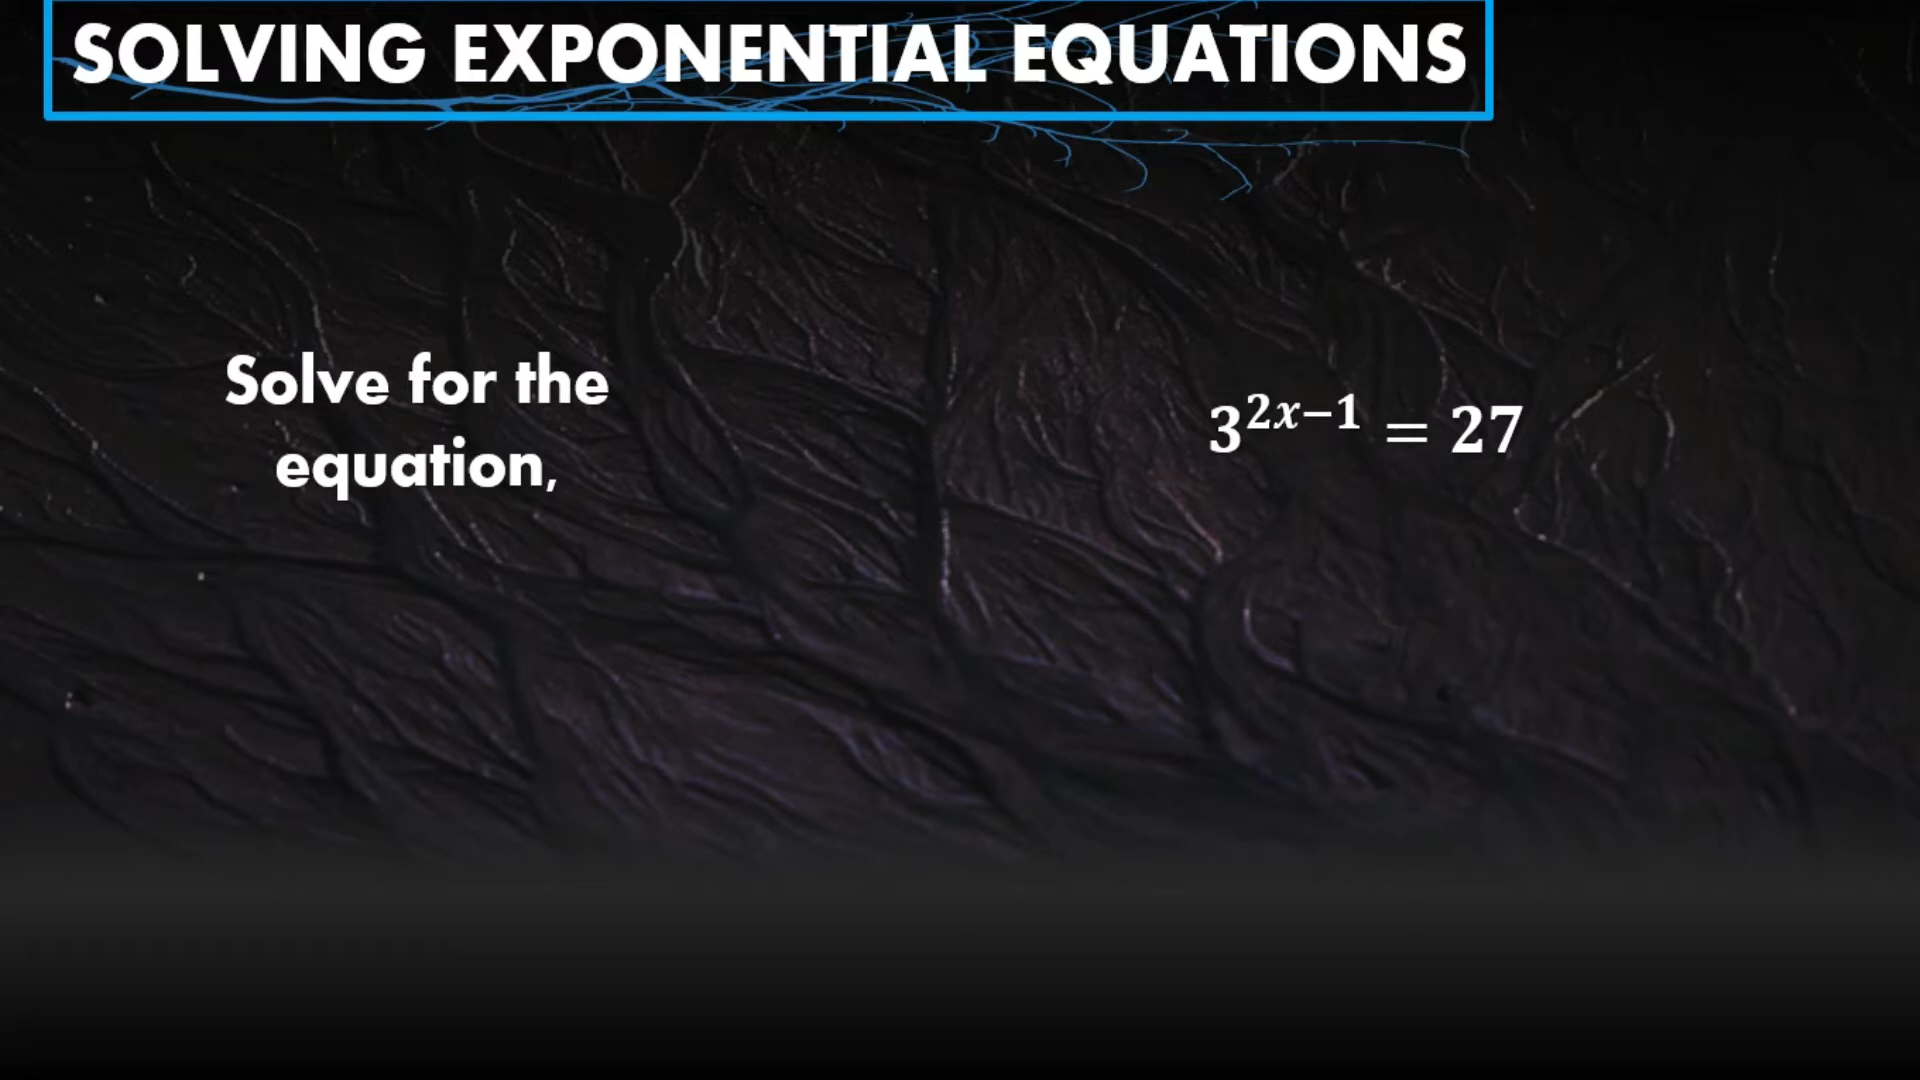 SOLVING EXPONENTIAL EQUATIONS
Solve for the
equation,
3^{2x−1} = 27